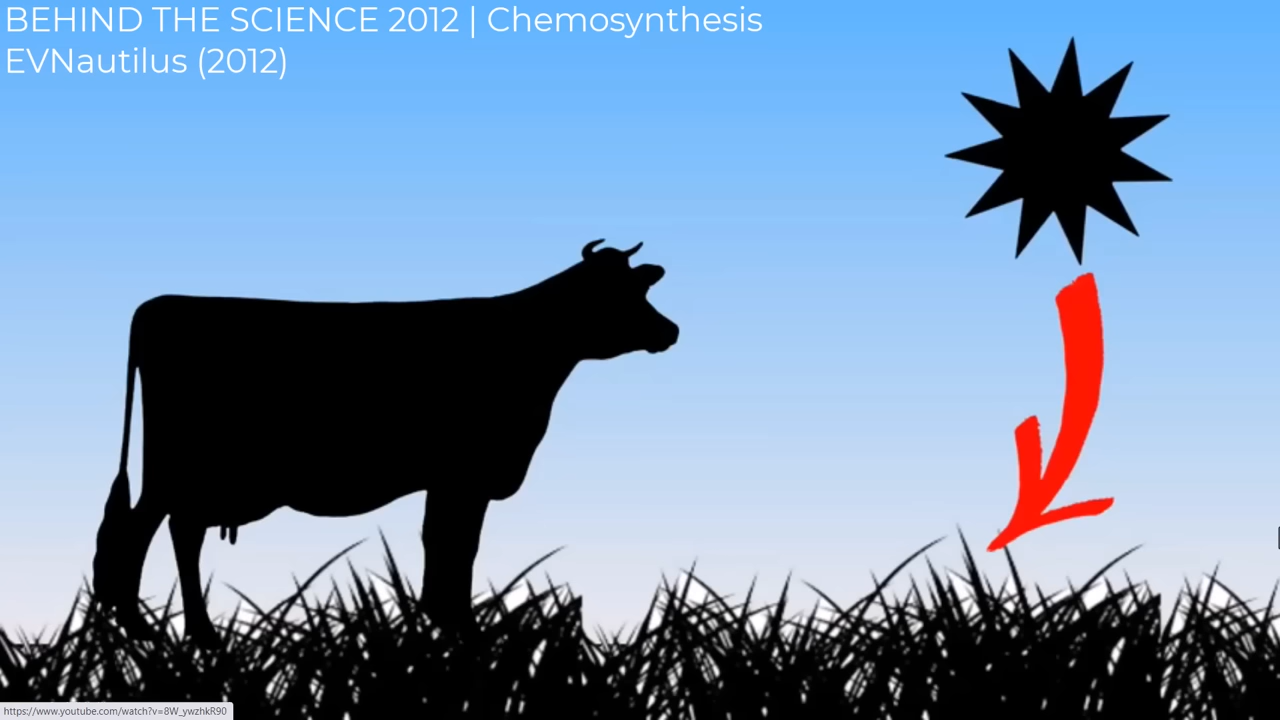 BEHIND THE SCIENCE 2012 | Chemosynthesis
EVNautilus (2012)
https://www.youtube.com/watch?v=8W_ywzhkR90